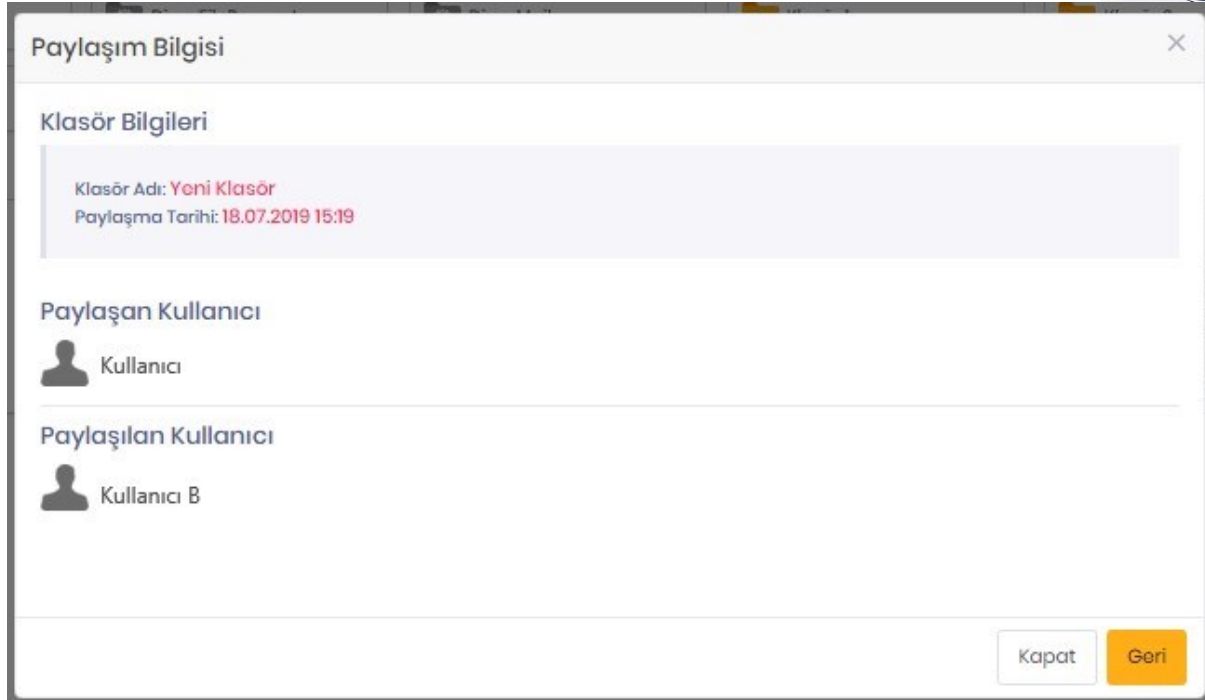 Paylaşım Bilgisi
Klasör Bilgileri
Klasör Adı: Yeni Klasör
Paylaşma Tarihi: 18.07.2019 15:19
Paylaşan Kullanıcı
Kullanıcı
Paylaşılan Kullanıcı
Kullanıcı B
Kapat Geri